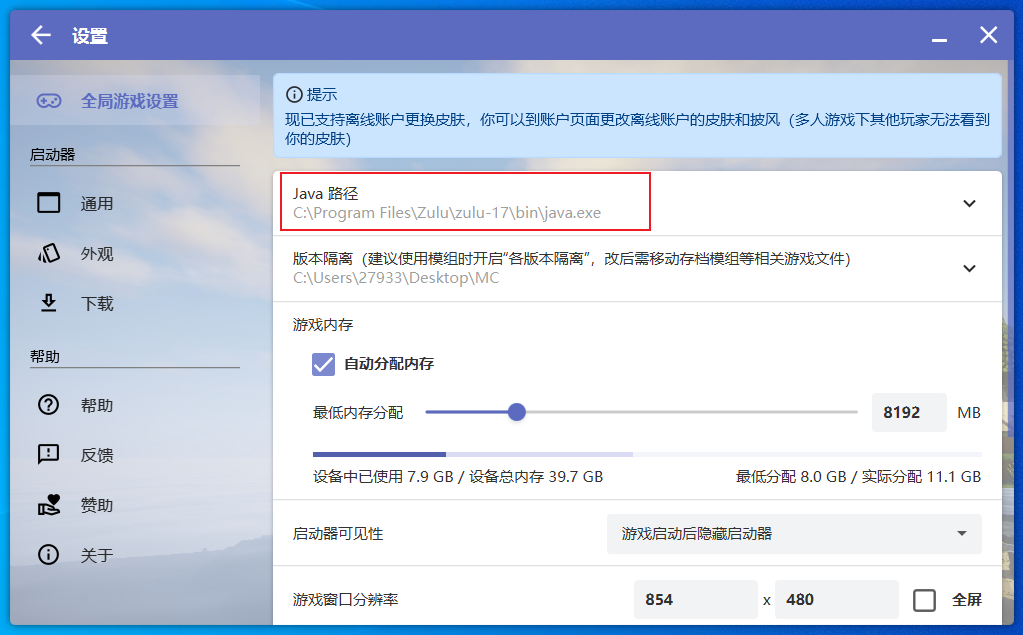 设置
全局游戏设置
启动器
通用
外观
下载
帮助
帮助
反馈
赞助
关于
提示
现已支持离线账户更换皮肤，你可以到账户页面更改离线账户的皮肤和披风（多人游戏下其他玩家无法看到
你的皮肤）
Java 路径
C:\Program Files\Zulu\zulu-17\bin\java.exe
版本隔离（建议使用模组时开启“各版本隔离”，改后需移动存档模组等相关游戏文件）
C:\Users\27933\Desktop\MC
游戏内存
自动分配内存
最低内存分配 8192 MB
设备中已使用 7.9 GB / 设备总内存 39.7 GB 最低分配 8.0 GB / 实际分配 11.1 GB
启动器可见性 游戏启动后隐藏启动器
游戏窗口分辨率 854 x 480 全屏